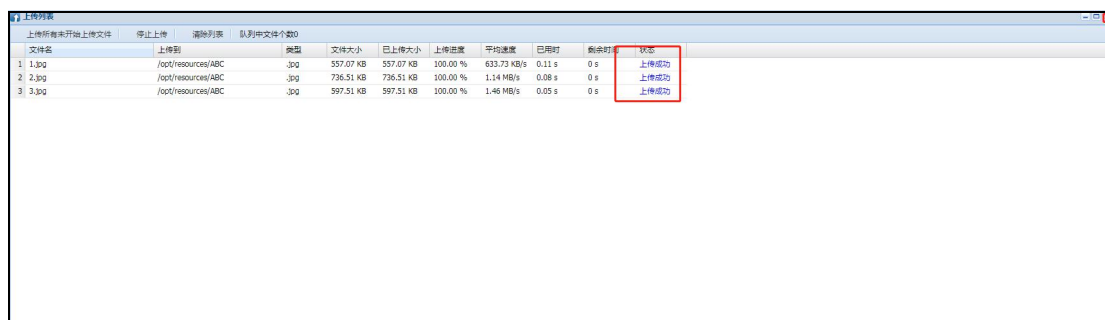 上传列表
上传所有未开始上传文件 停止上传 清除列表 队列中文件个数0
文件名 上传到 类型 文件大小 已上传大小 上传进度 平均速度 已用时 剩余时间 状态
1 1.jpg /opt/resources/ABC .jpg 557.07 KB 557.07 KB 100.00 % 633.73 KB/s 0.11 s 0 s 上传成功
2 2.jpg /opt/resources/ABC .jpg 736.51 KB 736.51 KB 100.00 % 1.14 MB/s 0.08 s 0 s 上传成功
3 3.jpg /opt/resources/ABC .jpg 597.51 KB 597.51 KB 100.00 % 1.46 MB/s 0.05 s 0 s 上传成功